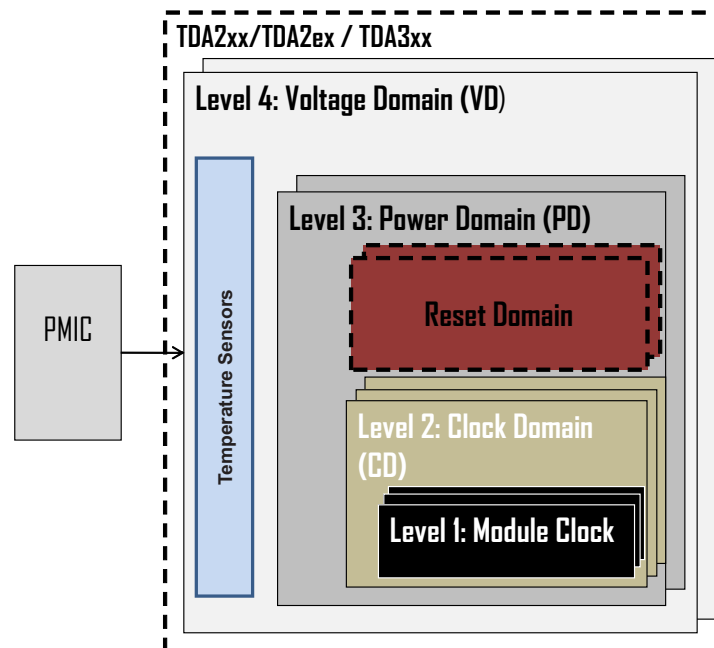 TDA2xx/TDA2ex / TDA3xx
Level 4: Voltage Domain (VD)
Level 3: Power Domain (PD)
Reset Domain
PMIC
Temperature Sensors
Level 2: Clock Domain
(CD)
Level 1: Module Clock